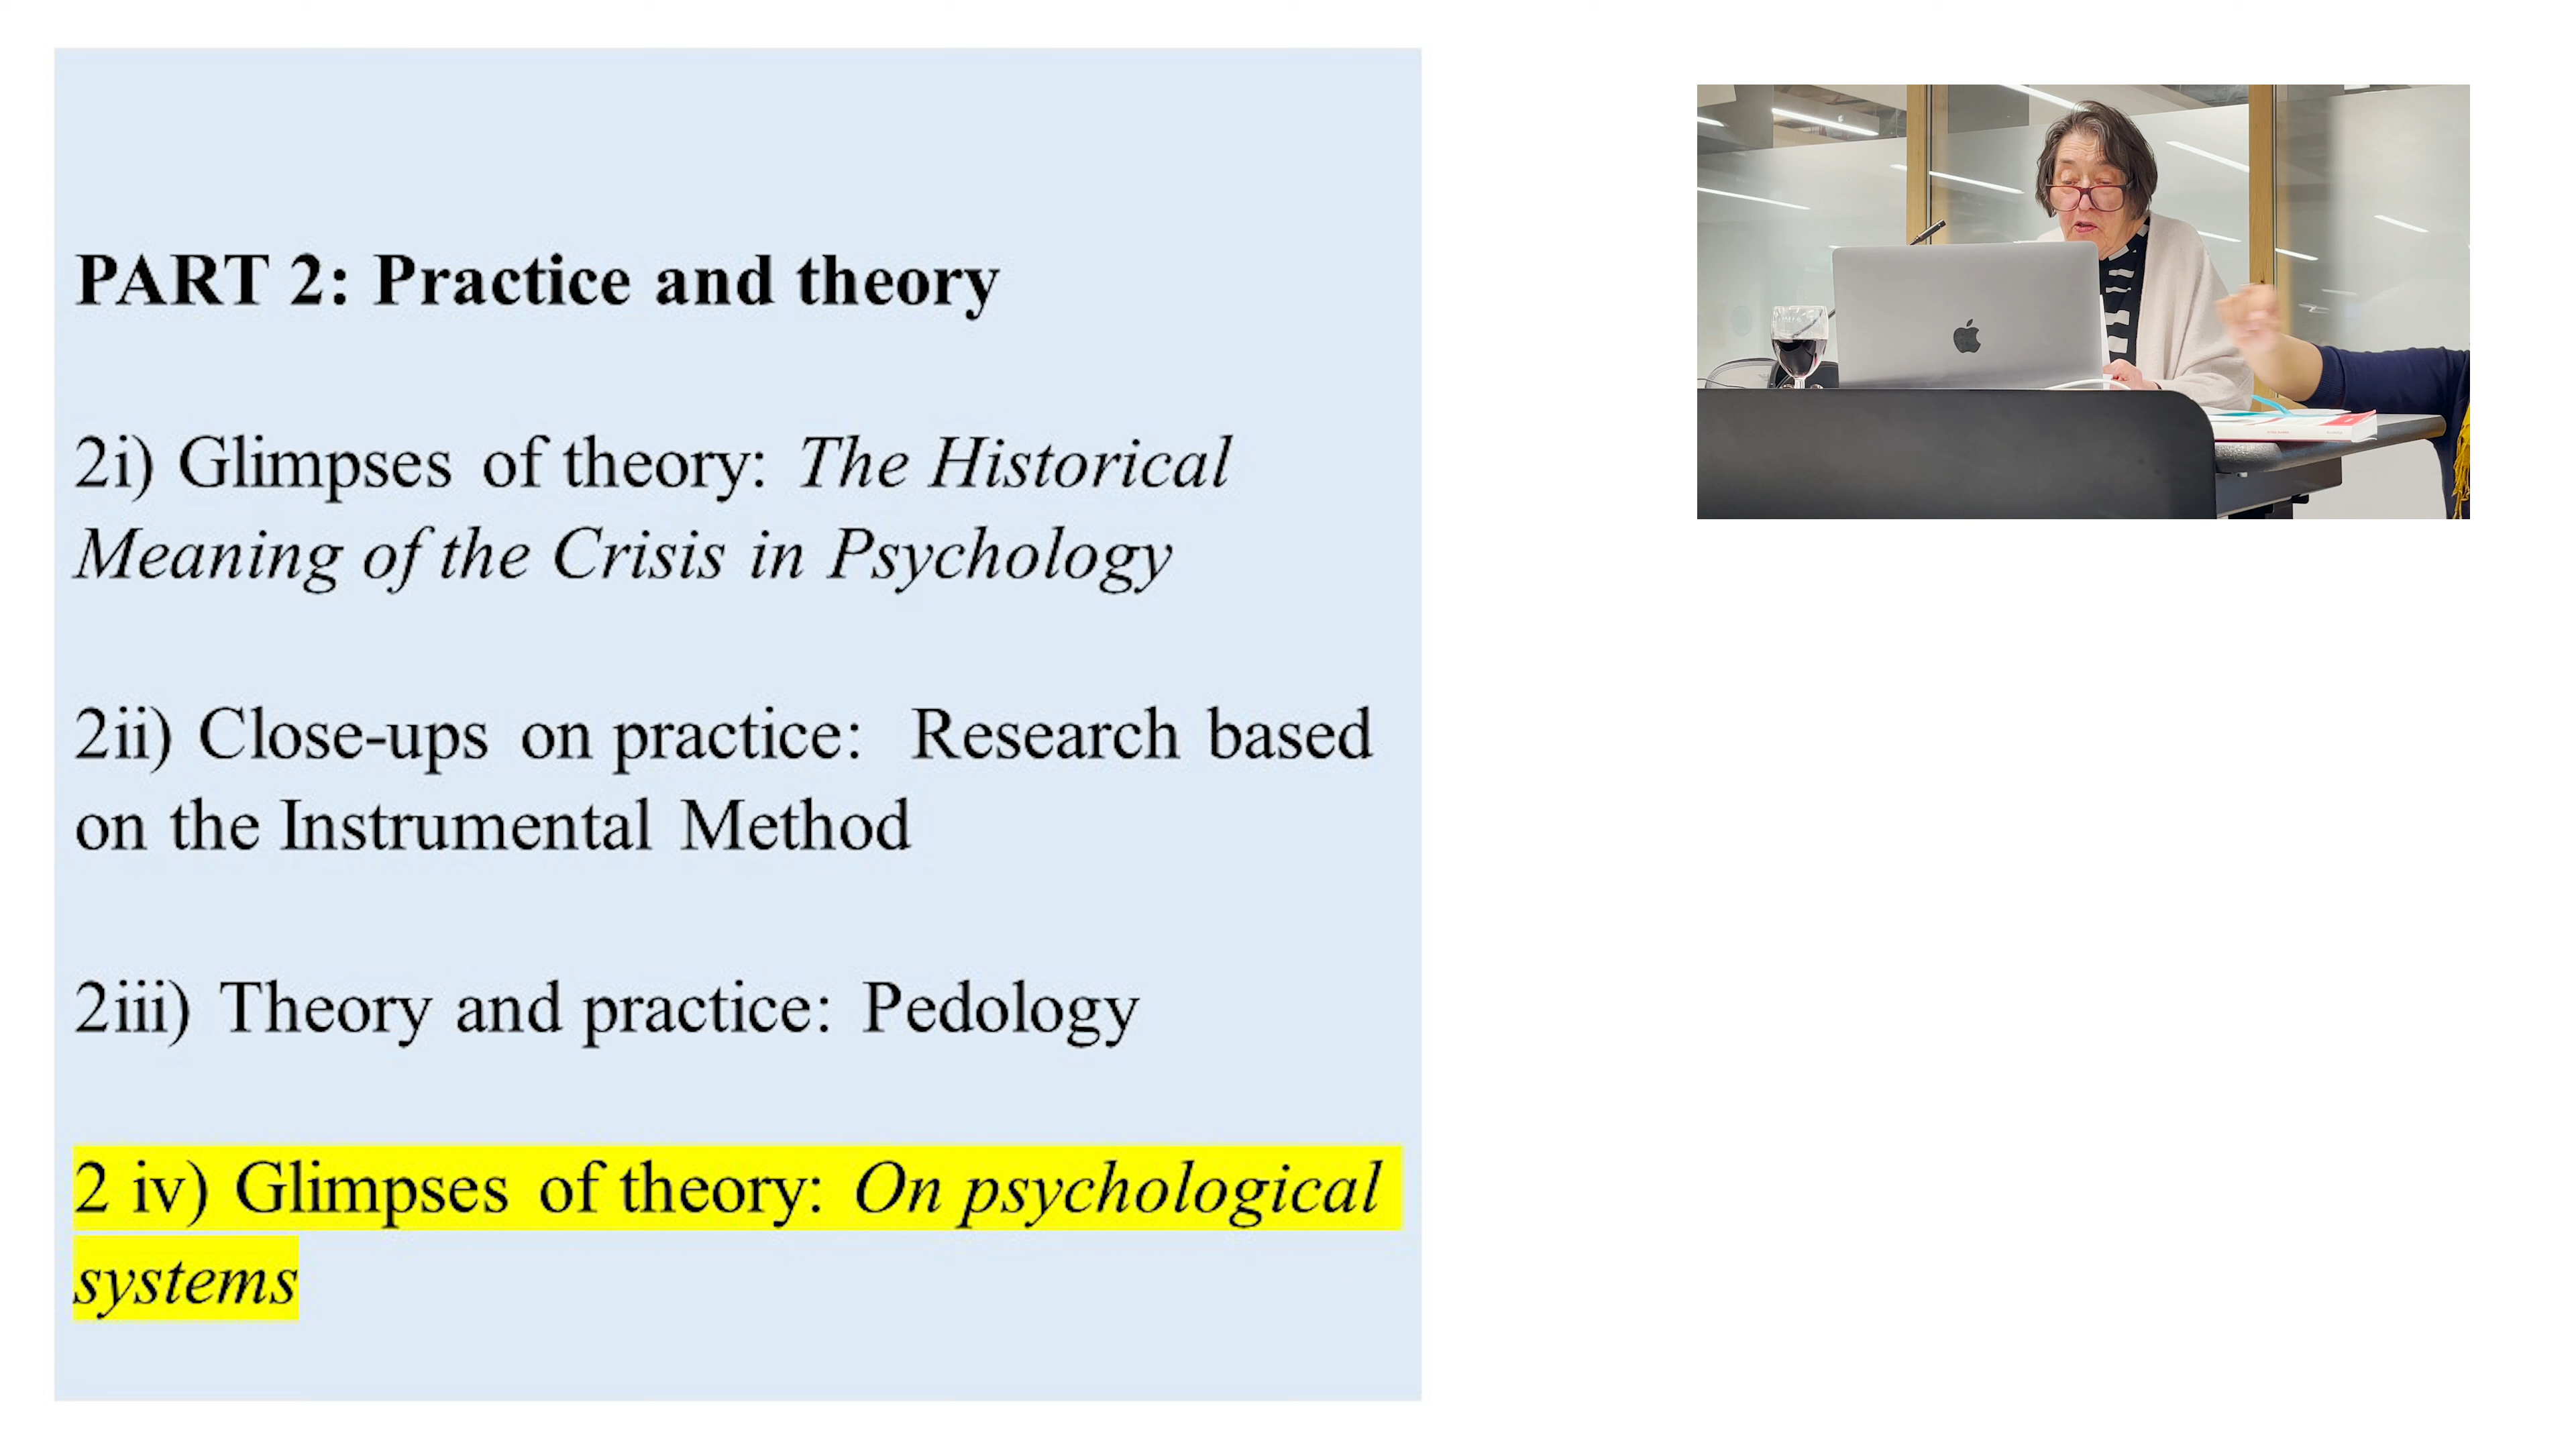 PART 2: Practice and theory
2i) Glimpses of theory: The Historical
Meaning of the Crisis in Psychology
2ii) Close-ups on practice: Research based
on the Instrumental Method
2iii) Theory and practice: Pedology
2 iv) Glimpses of theory: On psychological
systems